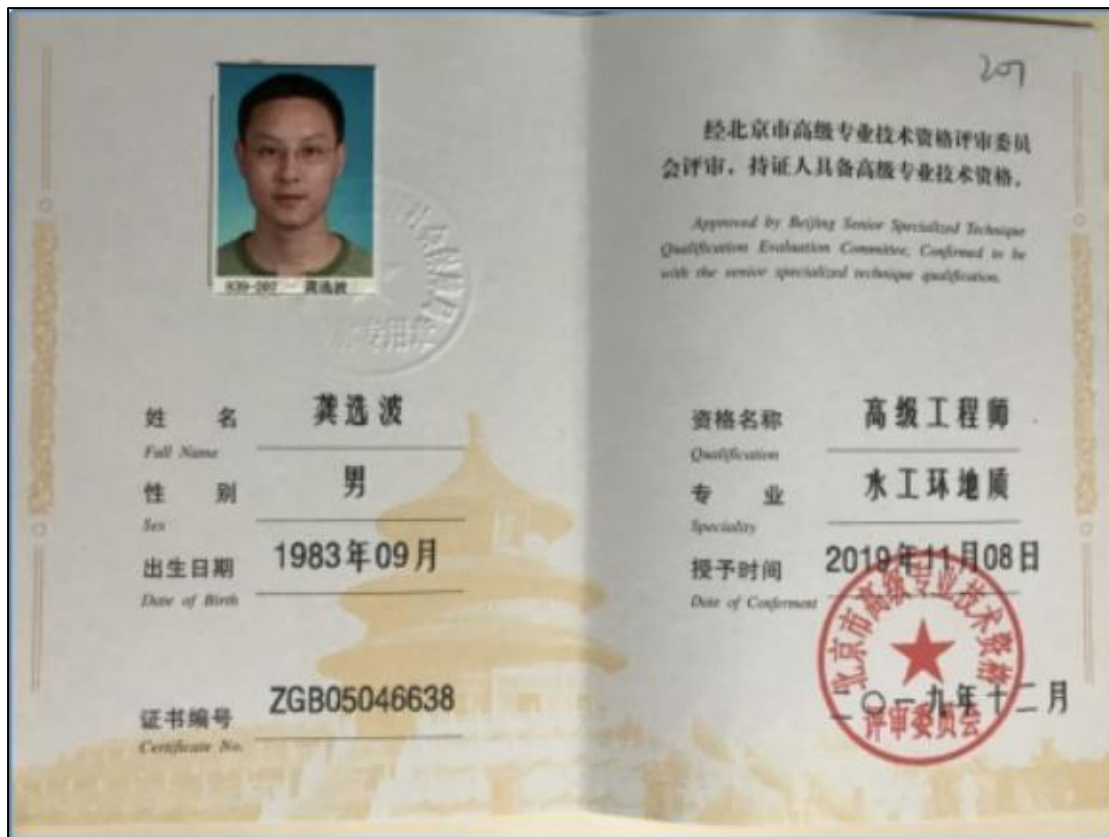 207
经北京市高级专业技术资格评审委员
会评审，持证人具备高级专业技术资格。
Approved by Beijing Senior Specialized Technique
Qualification Evaluation Committee, Confirmed to be
with the senior specialized technique qualification.
龚选波
专用章
姓 名 龚选波
Full Name
性 别 男
Sex
出生日期 1983年09月
Date of Birth
证书编号 ZGB05046638
Certificate No.
资格名称 高级工程师
Qualification
专 业 水工环地质
Speciality
授予时间 2019年11月08日
Date of Conferment
北京市高级专业技术资格
评审委员会
二〇一九年十二月